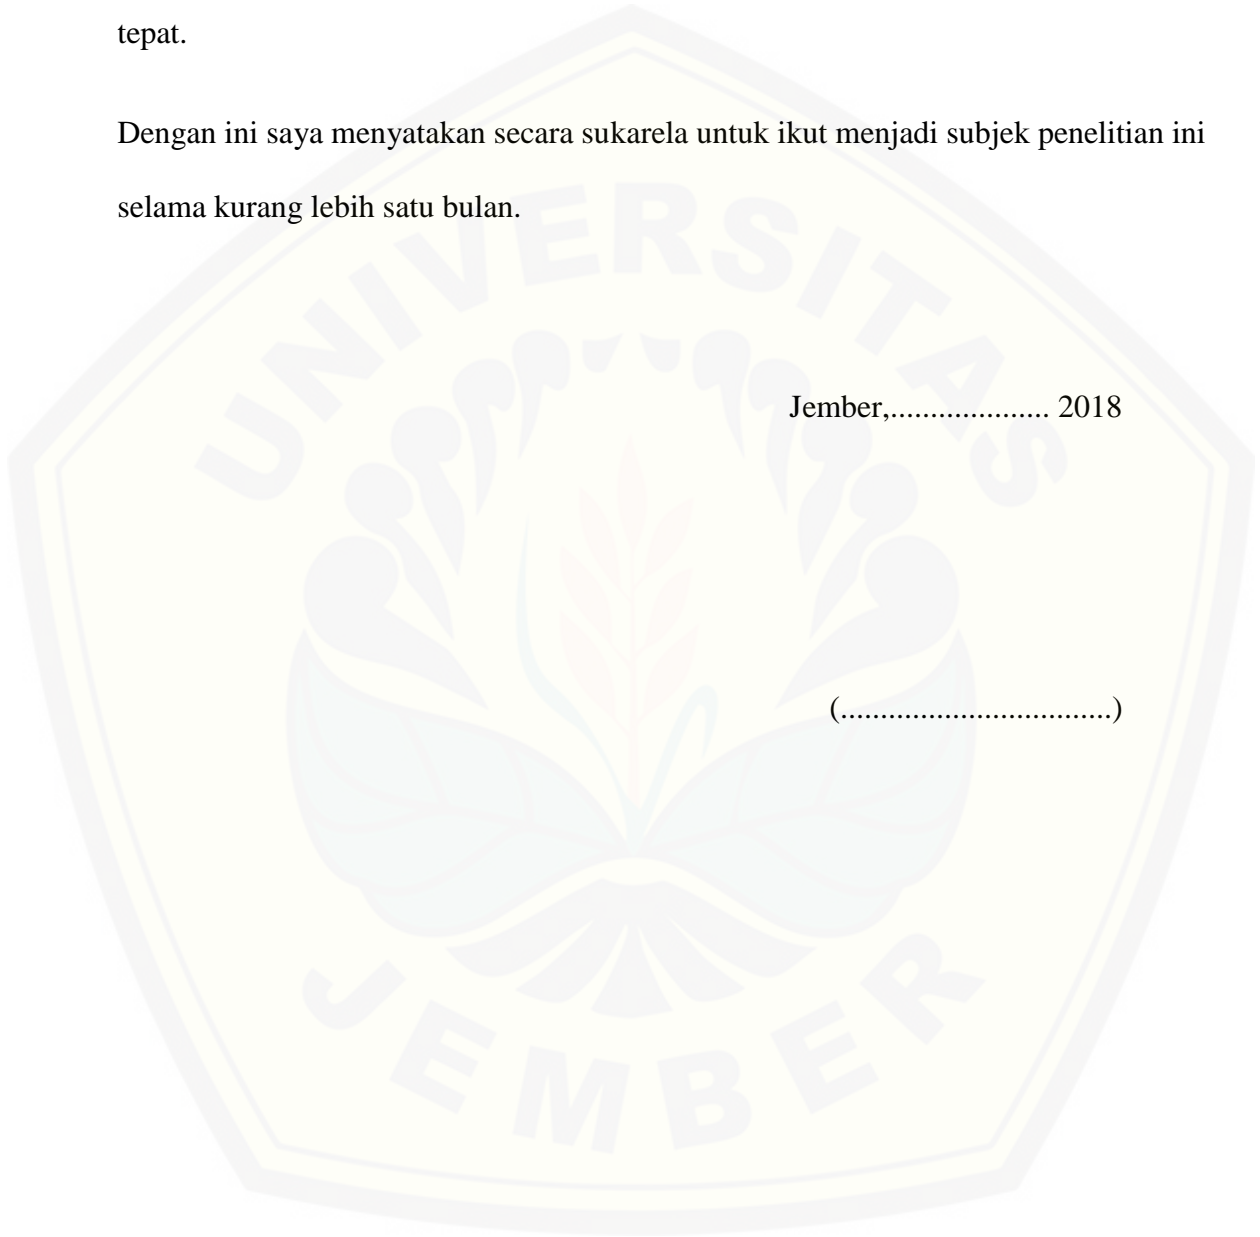 tepat.
Dengan ini saya menyatakan secara sukarela untuk ikut menjadi subjek penelitian ini
selama kurang lebih satu bulan.
UNIVERSITAS
Jember,.................... 2018
(..................................)
JEMBER